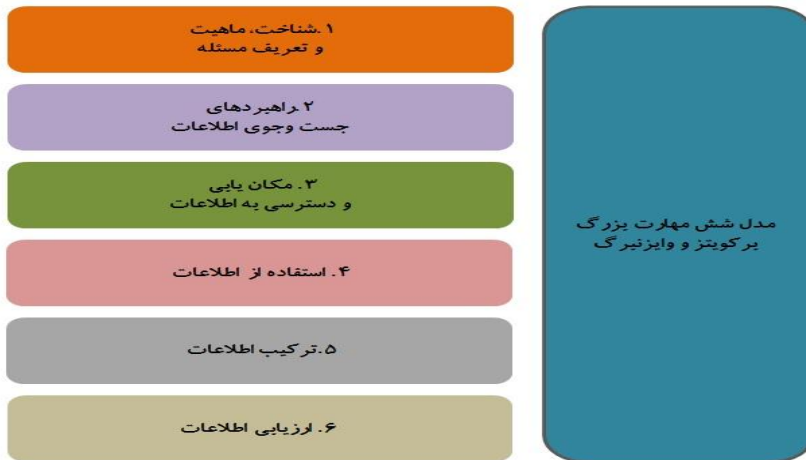 مدل شش مهارت بزرگ
برکویتز و وایزنبرگ
۱.شناخت، ماهیت
و تعریف مسئله
۲.راهبردهای
جست وجوی اطلاعات
۳. مکان یابی
و دسترسی به اطلاعات
۴. استفاده از اطلاعات
۵.ترکیب اطلاعات
۶. ارزیابی اطلاعات